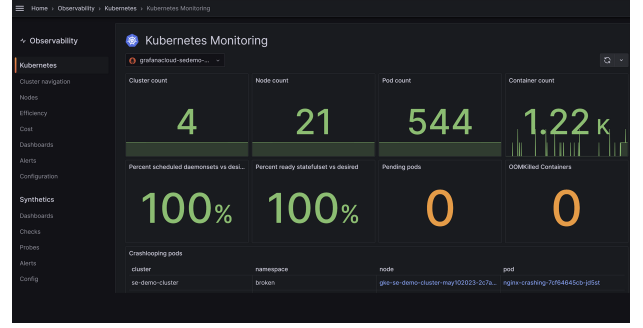 Home › Observability › Kubernetes › Kubernetes Monitoring
Observability
Kubernetes
Cluster navigation
Nodes
Efficiency
Cost
Dashboards
Alerts
Configuration
Synthetics
Dashboards
Checks
Probes
Alerts
Config
Kubernetes Monitoring
grafanacloud-sedemo-...
Cluster count
4
Node count
21
Pod count
544
Container count
1.22 K
Percent scheduled daemonsets vs desi...
100%
Percent ready statefulset vs desired
100%
Pending pods
0
OOMKilled Containers
0
Crashlooping pods
cluster namespace node pod
se-demo-cluster broken gke-se-demo-cluster-may102023-2c7a... nginx-crashing-7cf64645cb-jd5st